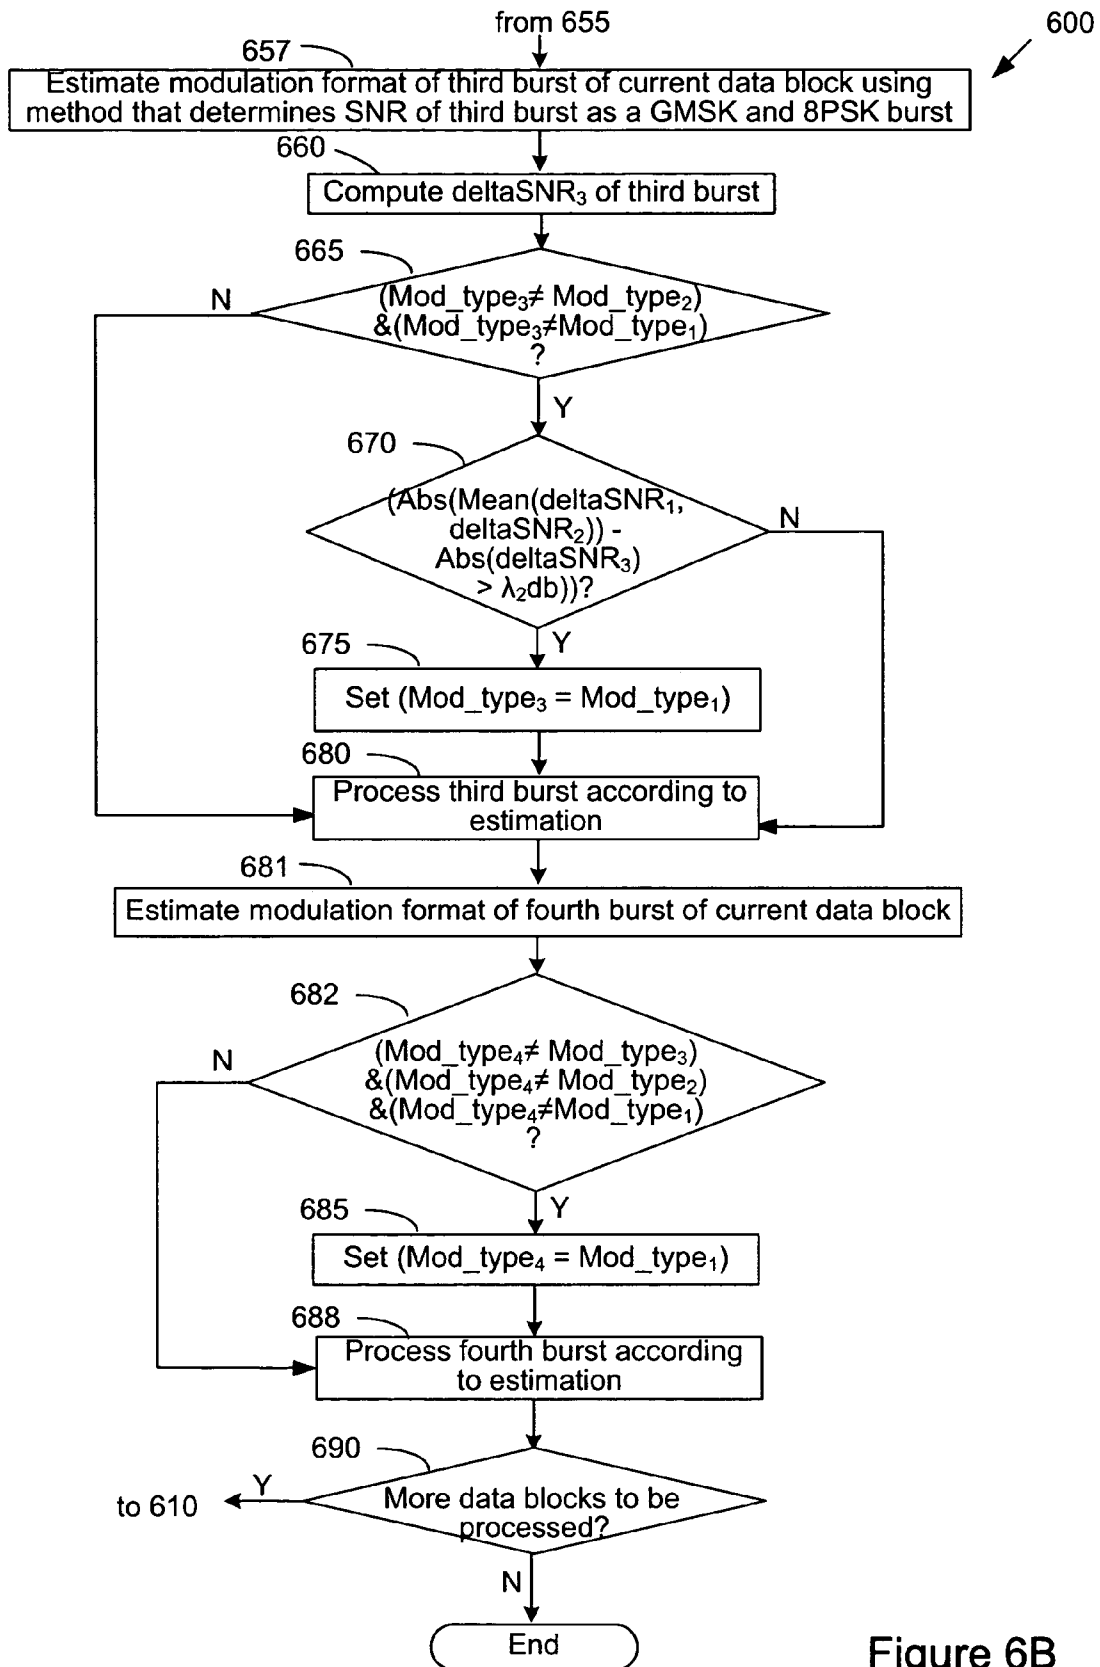 from 655
600
657
Estimate modulation format of third burst of current data block using
method that determines SNR of third burst as a GMSK and 8PSK burst
660
Compute deltaSNR₃ of third burst
665
N
(Mod_type₃≠ Mod_type₂)
&(Mod_type₃≠Mod_type₁)
?
Y
670
(Abs(Mean(deltaSNR₁,
deltaSNR₂)) -
Abs(deltaSNR₃)
> λ₂db))?
N
Y
675
Set (Mod_type₃ = Mod_type₁)
680
Process third burst according to
estimation
681
Estimate modulation format of fourth burst of current data block
682
N
(Mod_type₄≠ Mod_type₃)
&(Mod_type₄≠ Mod_type₂)
&(Mod_type₄≠Mod_type₁)
?
Y
685
Set (Mod_type₄ = Mod_type₁)
688
Process fourth burst according
to estimation
690
Y
to 610
More data blocks to be
processed?
N
End
Figure 6B